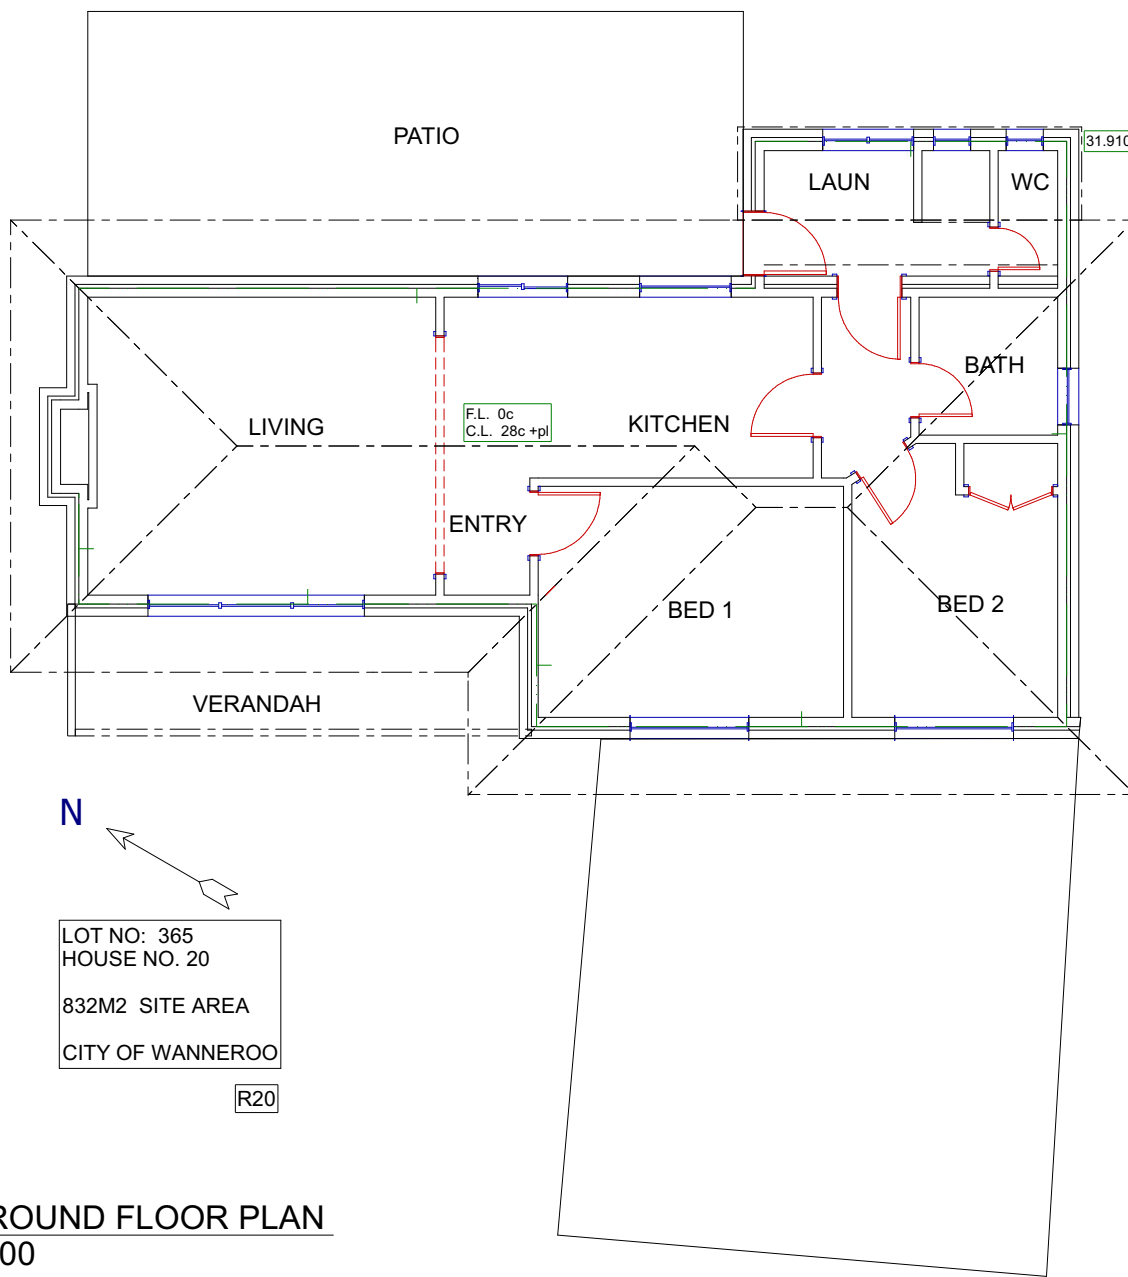 PATIO
31.910
LAUN
WC
BATH
LIVING
F.L. 0c
C.L. 28c +pl
KITCHEN
ENTRY
BED 1
BED 2
VERANDAH
N
LOT NO: 365
HOUSE NO. 20
832M2 SITE AREA
CITY OF WANNEROO
R20
ROUND FLOOR PLAN
00